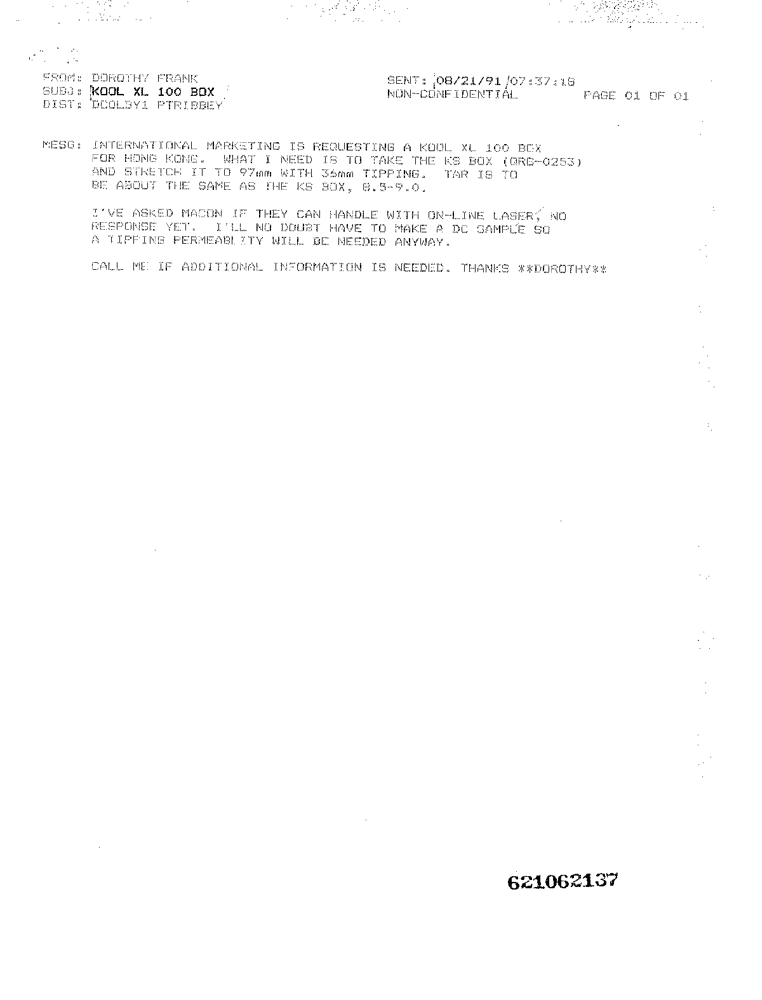 FROM: DOROTHY FRANK SENT: 08/21/91 07:37:18
SUBJ: KOOL XL 100 BOX NON-CONFIDENTIAL PAGE 01 OF 01
DIST: DCOLBY1 PTRIBBEY
MESG: INTERNATIONAL MARKETING IS REQUESTING A KOOL XL 100 BOX
FOR HONG KONG. WHAT I NEED IS TO TAKE THE KS BOX (ORG-0253)
AND STRETCH IT TO 97mm WITH 36mm TIPPING. TAR IS TO
BE ABOUT THE SAME AS THE KS BOX, 8.5-9.0.
I'VE ASKED MACON IF THEY CAN HANDLE WITH ON-LINE LASER, NO
RESPONSE YET. I'LL NO DOUBT HAVE TO MAKE A DC SAMPLE SO
A TIPPING PERMEABLITY WILL BE NEEDED ANYWAY.
CALL ME IF ADDITIONAL INFORMATION IS NEEDED. THANKS **DOROTHY**
621062137